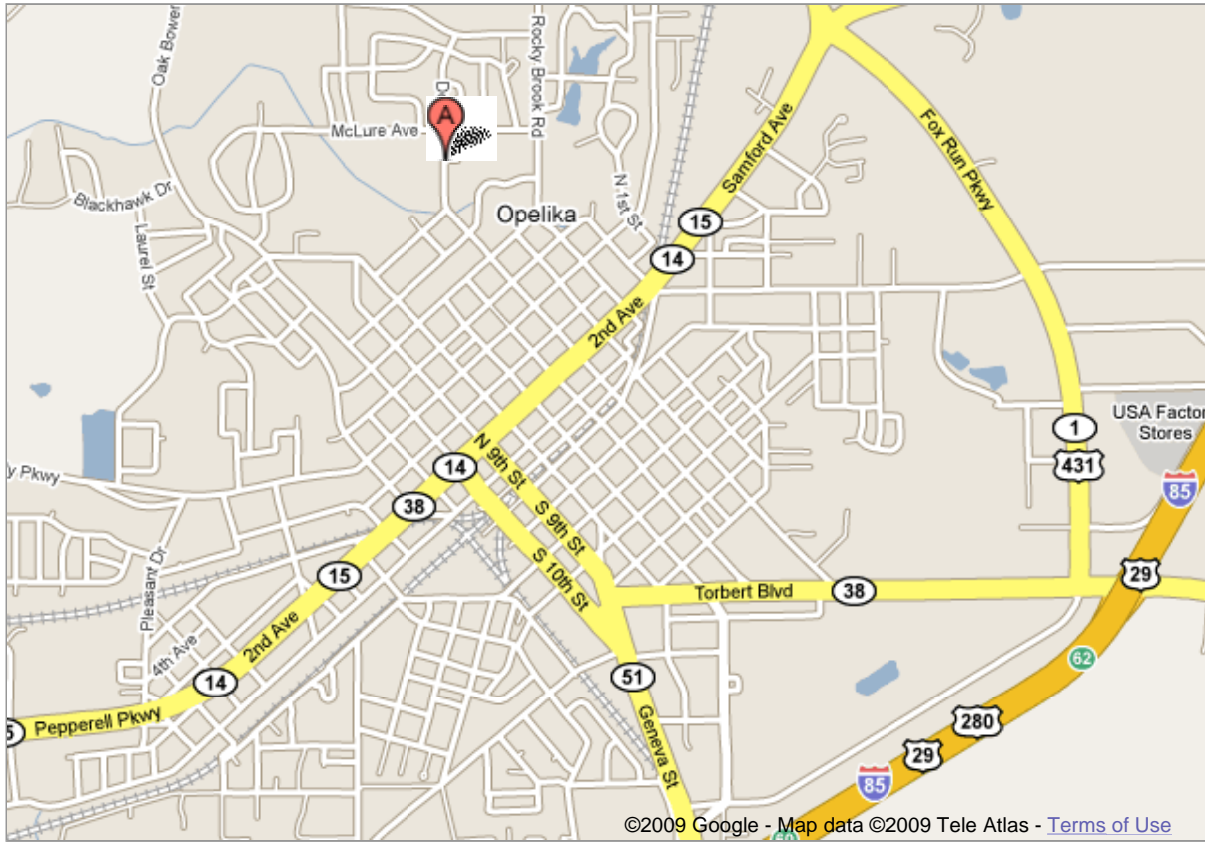 Oak Bower
Rocky Brook Rd
McLure Ave
A
Blackhawk Dr
Laurel St
Opelika
N 1st St
Samford Ave
Fox Run Pkwy
15
14
2nd Ave
USA Factor
Stores
1
431
85
N 9th St
14
38
S 9th St
S 10th St
y Pkwy
Pleasant Dr
15
29
Torbert Blvd
38
4th Ave
2nd Ave
14
51
62
Pepperell Pkwy
Geneva St
280
29
85
©2009 Google - Map data ©2009 Tele Atlas - Terms of Use